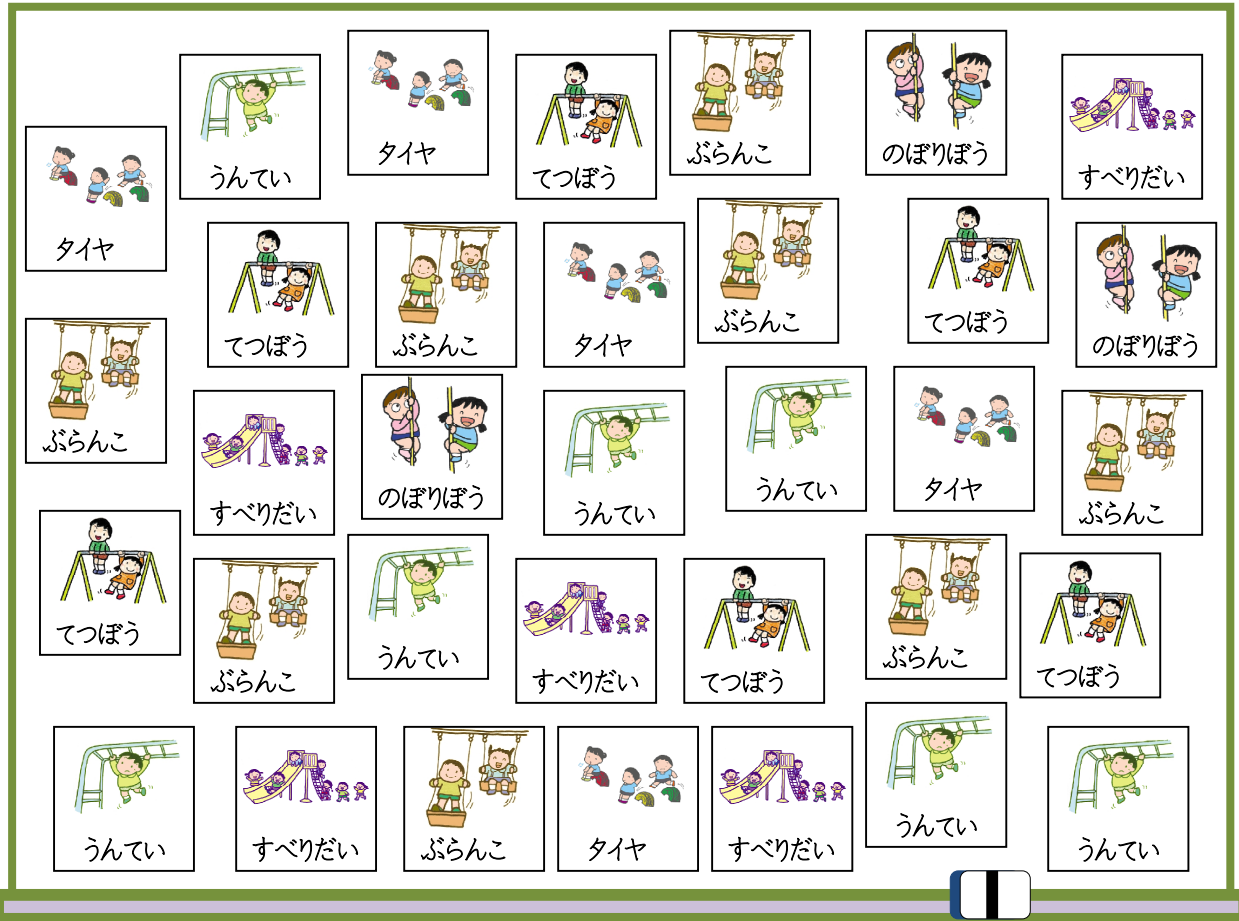 うんてい
タイヤ
てつぼう
ぶらんこ
のぼりぼう
すべりだい
タイヤ
てつぼう
ぶらんこ
タイヤ
ぶらんこ
てつぼう
のぼりぼう
ぶらんこ
すべりだい
のぼりぼう
うんてい
うんてい
タイヤ
ぶらんこ
てつぼう
ぶらんこ
うんてい
すべりだい
てつぼう
ぶらんこ
てつぼう
うんてい
すべりだい
ぶらんこ
タイヤ
すべりだい
うんてい
うんてい